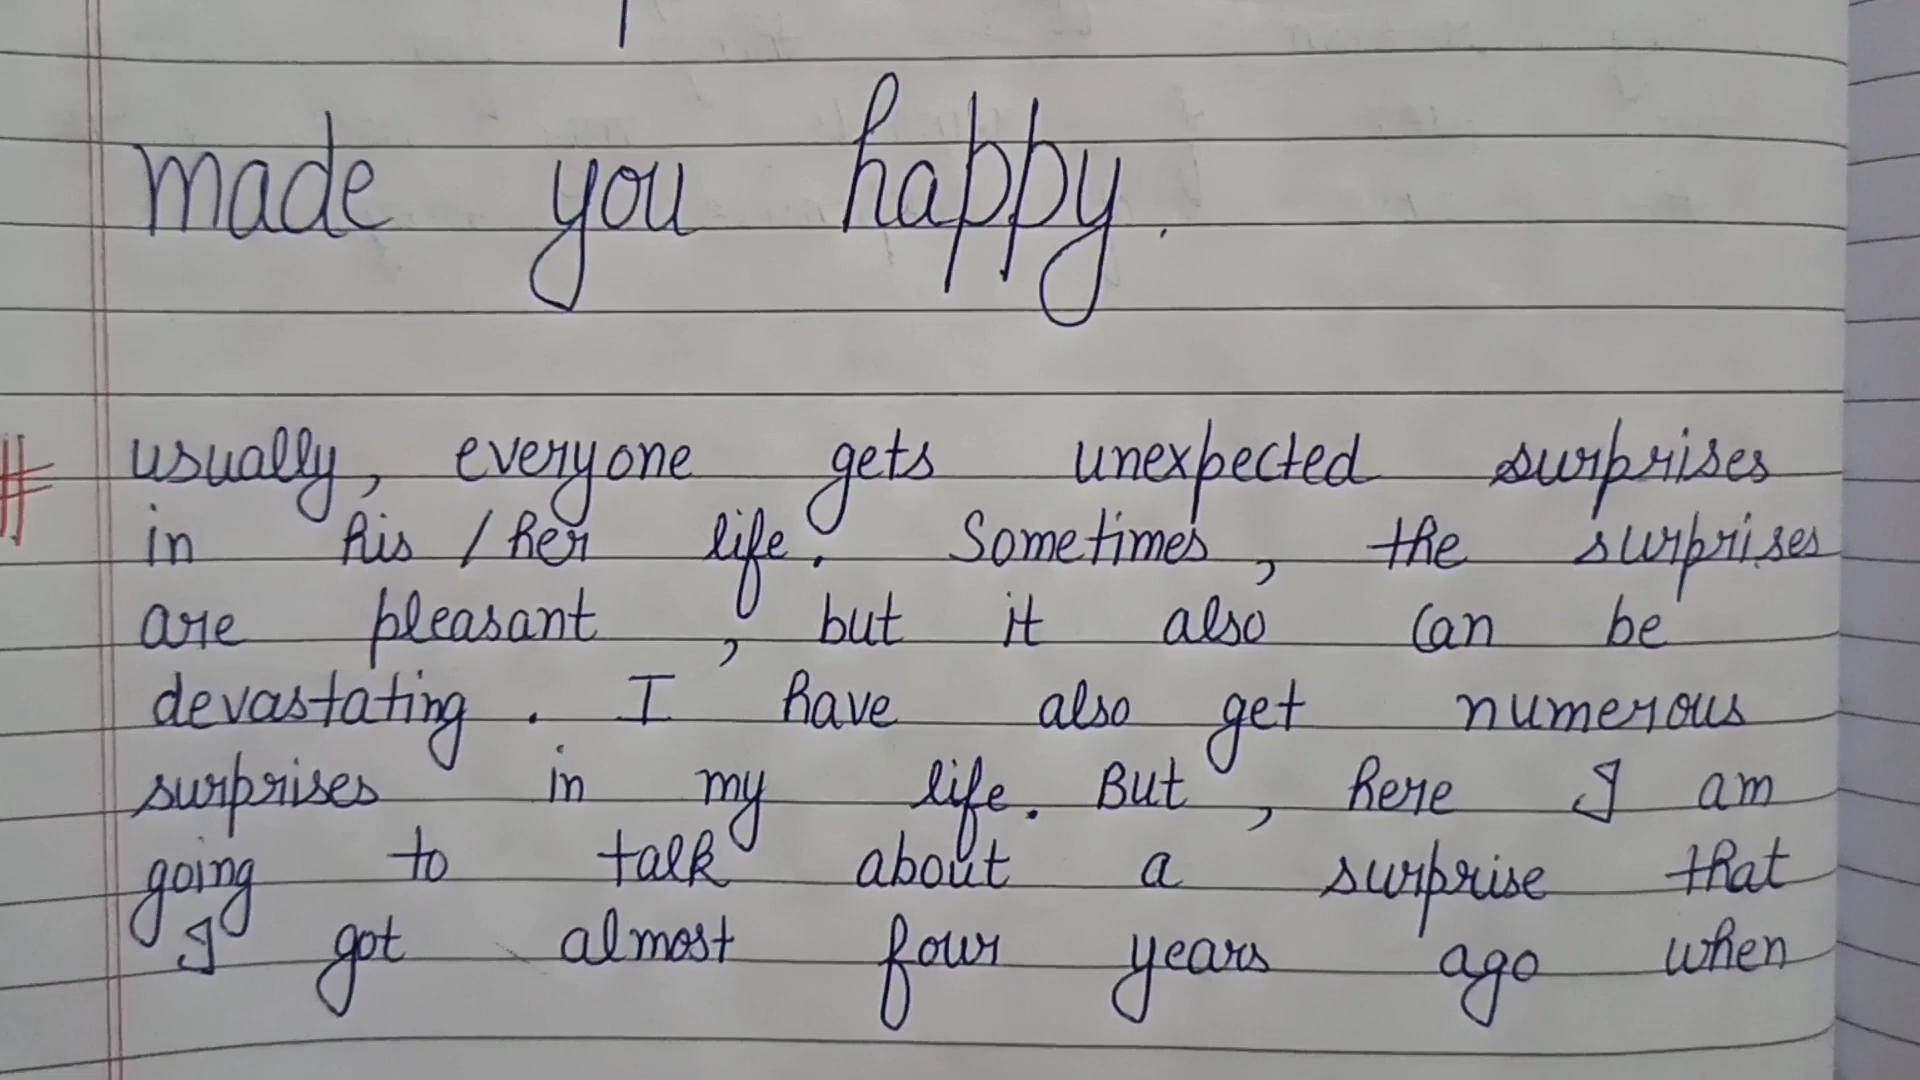 made you happy.
usually, everyone gets unexpected surprises
in his / her life. Sometimes, the surprises
are pleasant, but it also can be
devastating. I have also get numerous
surprises in my life. But, here I am
going to talk about a surprise that
I got almost four years ago when